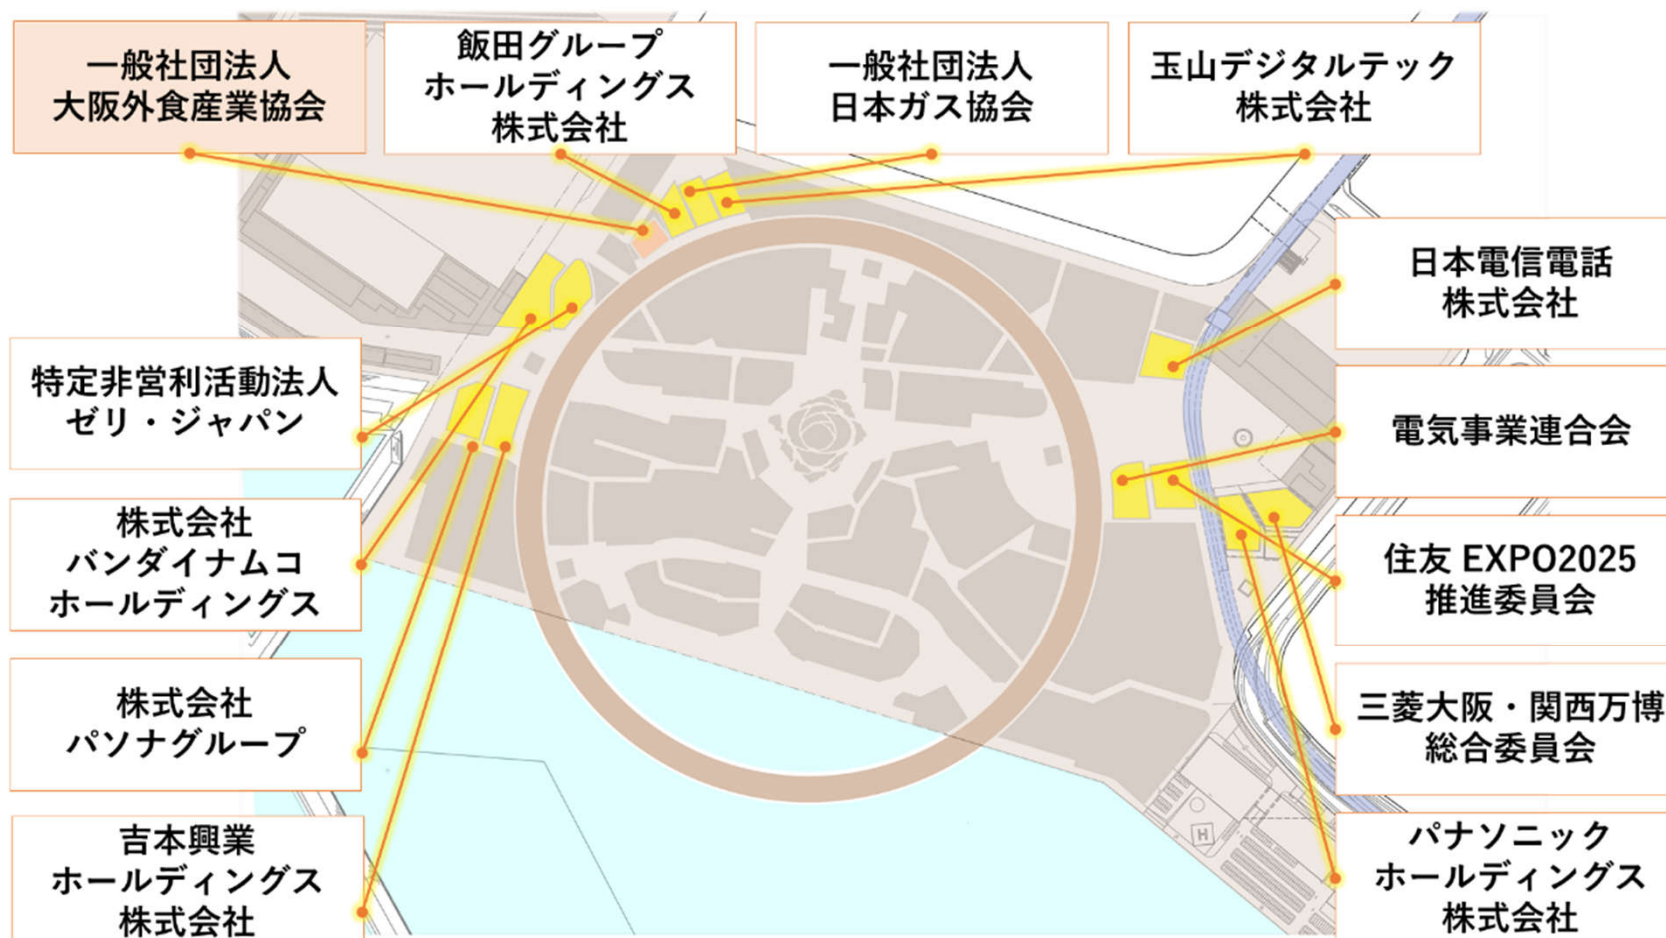 一般社団法人
大阪外食産業協会
飯田グループ
ホールディングス
株式会社
一般社団法人
日本ガス協会
玉山デジタルテック
株式会社
日本電信電話
株式会社
特定非営利活動法人
ゼリ・ジャパン
電気事業連合会
株式会社
バンダイナムコ
ホールディングス
住友 EXPO2025
推進委員会
株式会社
パソナグループ
三菱大阪・関西万博
総合委員会
吉本興業
ホールディングス
株式会社
パナソニック
ホールディングス
株式会社
H